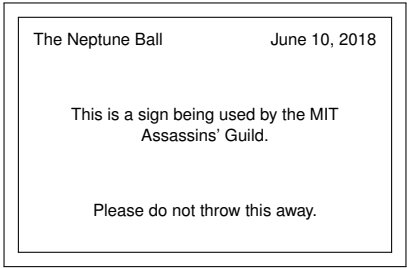 The Neptune Ball June 10, 2018
This is a sign being used by the MIT
Assassins’ Guild.
Please do not throw this away.